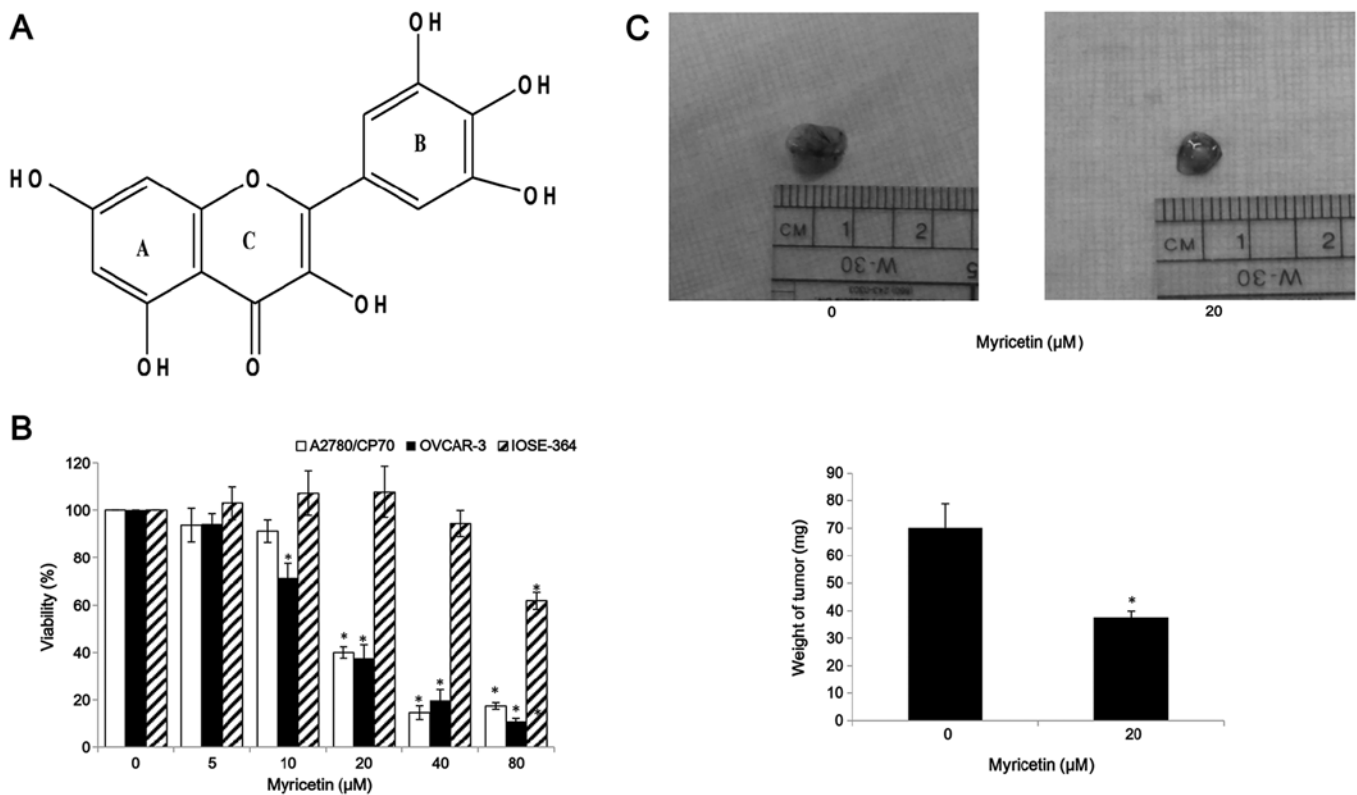 A
OH
OH
B
OH
HO
O
A
C
OH
OH
O
B
A2780/CP70 OVCAR-3 IOSE-364
120
100
80
60
40
20
0
Viability (%)
* * * * * * * * *
0 5 10 20 40 80
Myricetin (μM)
C
CM 1 2
W-30
5
0
CM 1 2
W-30
20
Myricetin (μM)
90
80
70
60
50
40
30
20
10
0
Weight of tumor (mg)
*
0 20
Myricetin (μM)